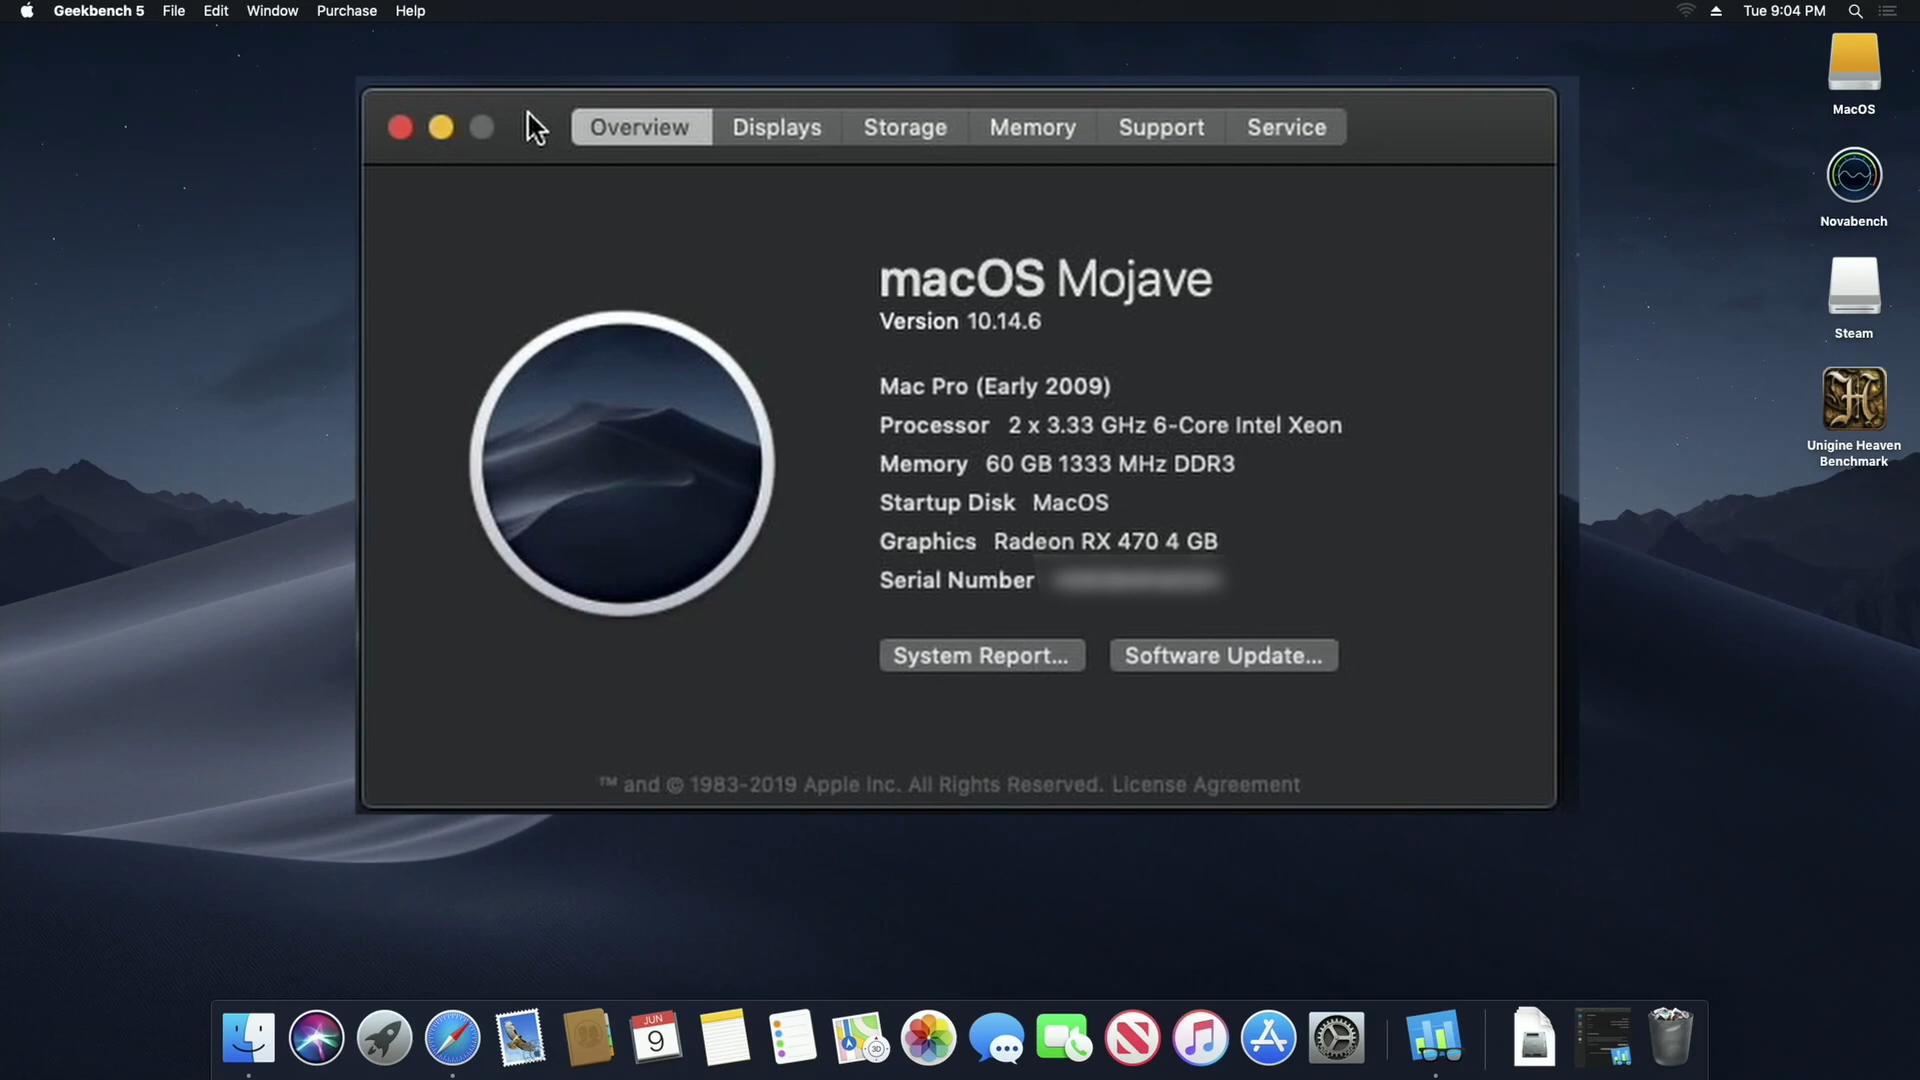 Geekbench 5 File Edit Window Purchase Help Tue 9:04 PM
Overview Displays Storage Memory Support Service
macOS Mojave
Version 10.14.6
Mac Pro (Early 2009)
Processor 2 x 3.33 GHz 6-Core Intel Xeon
Memory 60 GB 1333 MHz DDR3
Startup Disk MacOS
Graphics Radeon RX 470 4 GB
Serial Number
System Report... Software Update...
™ and © 1983-2019 Apple Inc. All Rights Reserved. License Agreement
MacOS
Novabench
Steam
Unigine Heaven
Benchmark
JUN
9
3D